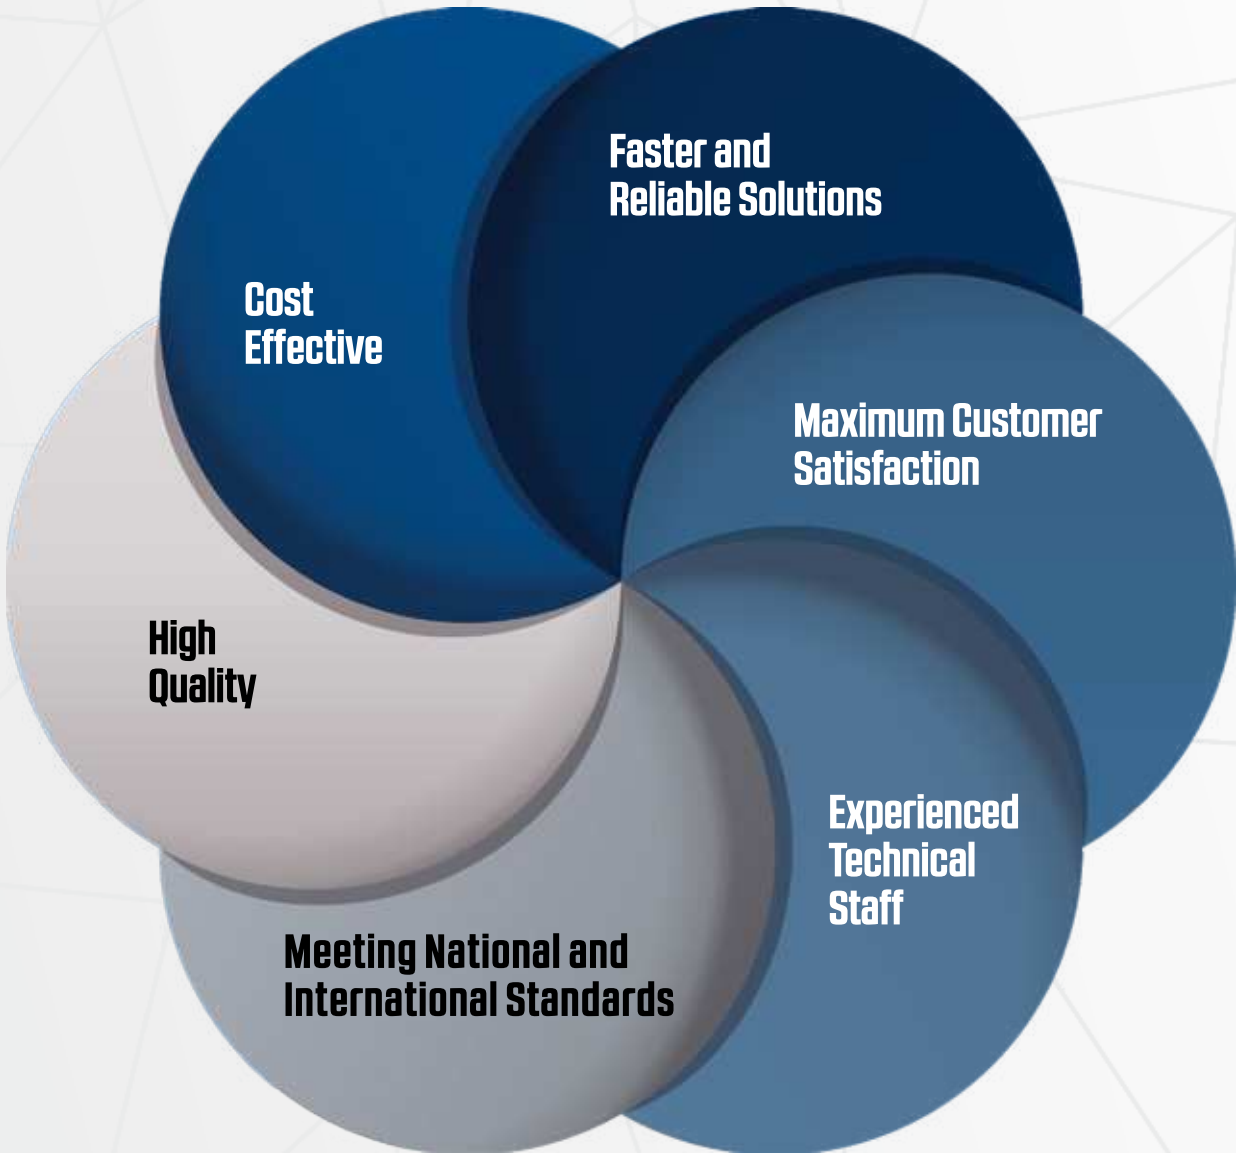 Faster and
Reliable Solutions
Cost
Effective
Maximum Customer
Satisfaction
High
Quality
Experienced
Technical
Staff
Meeting National and
International Standards